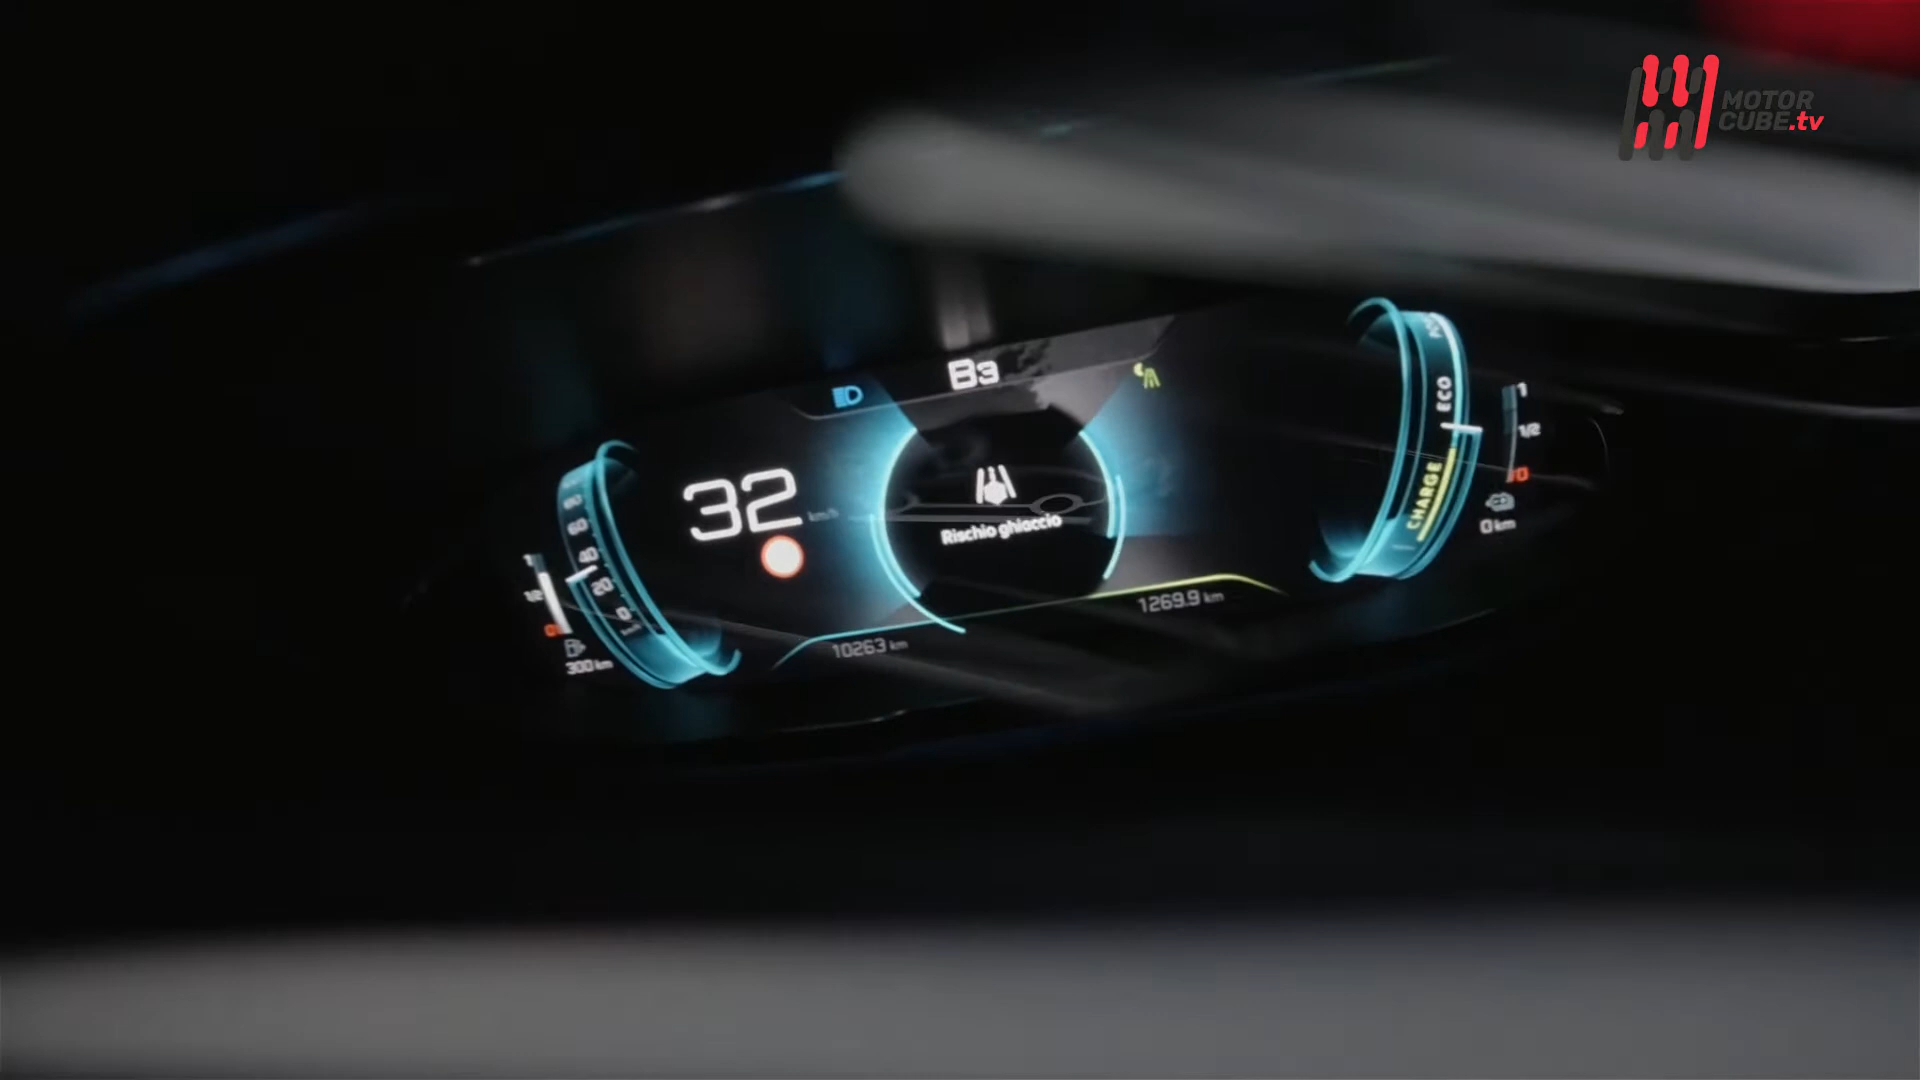 MOTOR
CUBE.tv
B3
32 km/h
Rischio ghiaccio
60
40
20
0
1
1/2
0
300 km
10263 km
1269.9 km
ECO
CHARGE
1
1/2
0
0 km